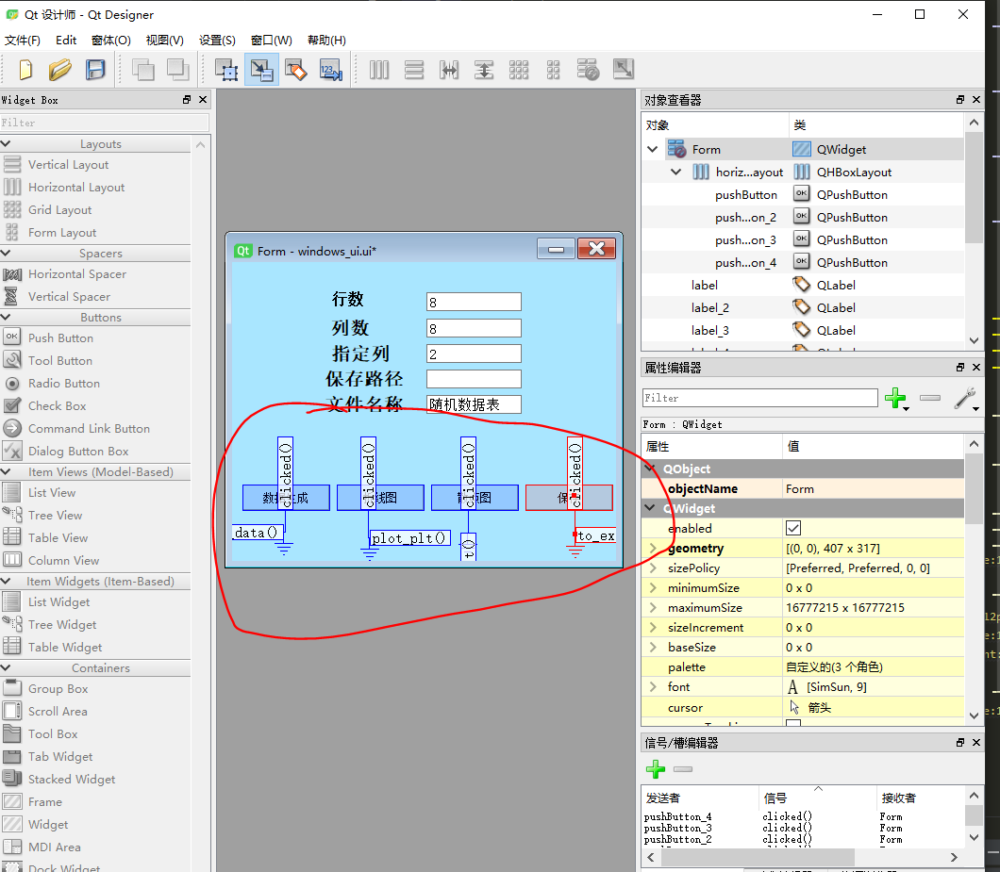 Qt 设计师 - Qt Designer
文件(F) Edit 窗体(O) 视图(V) 设置(S) 窗口(W) 帮助(H)
123
Widget Box
Filter
Layouts
Vertical Layout
Horizontal Layout
Grid Layout
Form Layout
Spacers
Horizontal Spacer
Vertical Spacer
Buttons
OK Push Button
Tool Button
Radio Button
Check Box
Command Link Button
Dialog Button Box
Item Views (Model-Based)
List View
Tree View
Table View
Column View
Item Widgets (Item-Based)
List Widget
Tree Widget
Table Widget
Containers
Group Box
Scroll Area
Tool Box
Tab Widget
Stacked Widget
Frame
Widget
MDI Area
Dock Widget
Qt Form - windows_ui.ui*
行数 8
列数 8
指定列 2
保存路径
文件名称 随机数据表
clicked() clicked() clicked() clicked()
data() plot_plt() t() to_ex
对象查看器
对象 类
Form QWidget
horiz...ayout QHBoxLayout
pushButton OK QPushButton
push...on_2 OK QPushButton
push...on_3 OK QPushButton
push...on_4 OK QPushButton
label QLabel
label_2 QLabel
label_3 QLabel
属性编辑器
Filter
Form : QWidget
属性 值
QObject
objectName Form
QWidget
enabled
geometry [(0, 0), 407 x 317]
sizePolicy [Preferred, Preferred, 0, 0]
minimumSize 0 x 0
maximumSize 16777215 x 16777215
sizeIncrement 0 x 0
baseSize 0 x 0
palette 自定义的(3 个角色)
font A [SimSun, 9]
cursor 箭头
信号/槽编辑器
发送者 信号 接收者
pushButton_4 clicked() Form
pushButton_3 clicked() Form
pushButton_2 clicked() Form